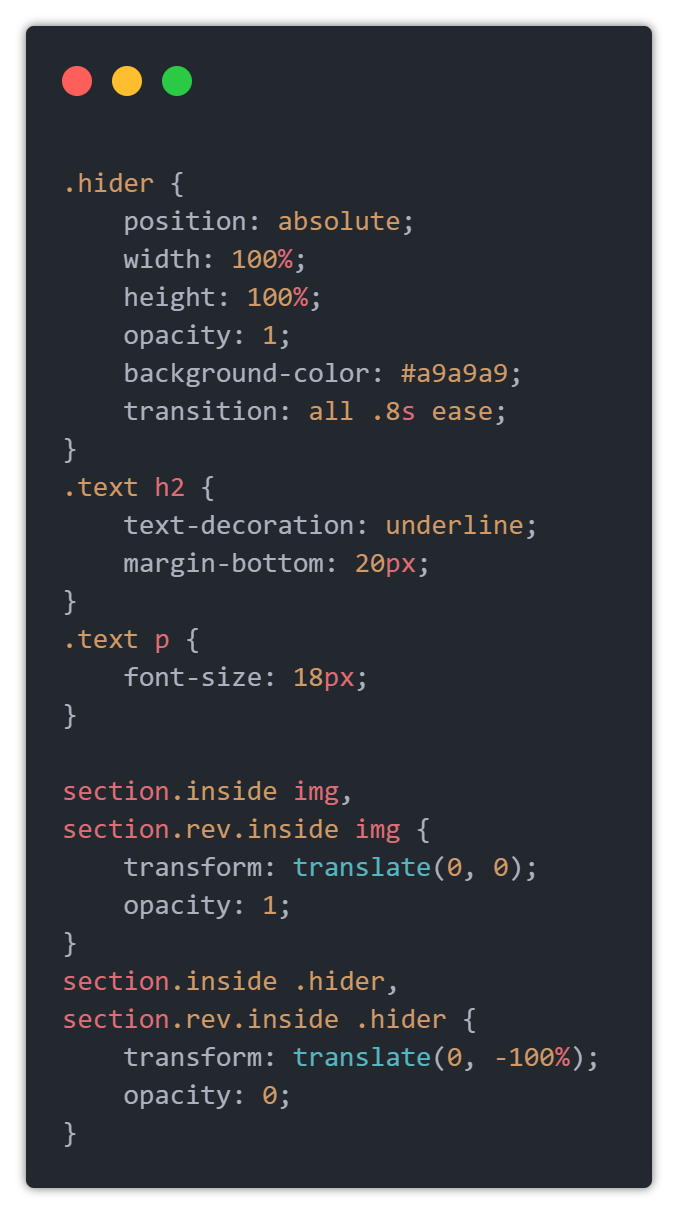 .hider {
    position: absolute;
    width: 100%;
    height: 100%;
    opacity: 1;
    background-color: #a9a9a9;
    transition: all .8s ease;
}
.text h2 {
    text-decoration: underline;
    margin-bottom: 20px;
}
.text p {
    font-size: 18px;
}

section.inside img,
section.rev.inside img {
    transform: translate(0, 0);
    opacity: 1;
}
section.inside .hider,
section.rev.inside .hider {
    transform: translate(0, -100%);
    opacity: 0;
}